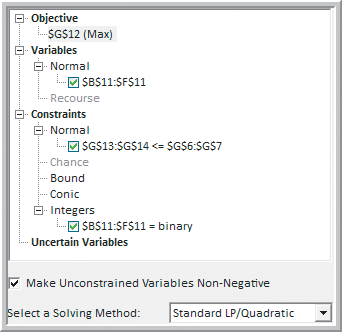 Objective
$G$12 (Max)
Variables
Normal
$B$11:$F$11
Recourse
Constraints
Normal
$G$13:$G$14 <= $G$6:$G$7
Chance
Bound
Conic
Integers
$B$11:$F$11 = binary
Uncertain Variables
Make Unconstrained Variables Non-Negative
Select a Solving Method: Standard LP/Quadratic